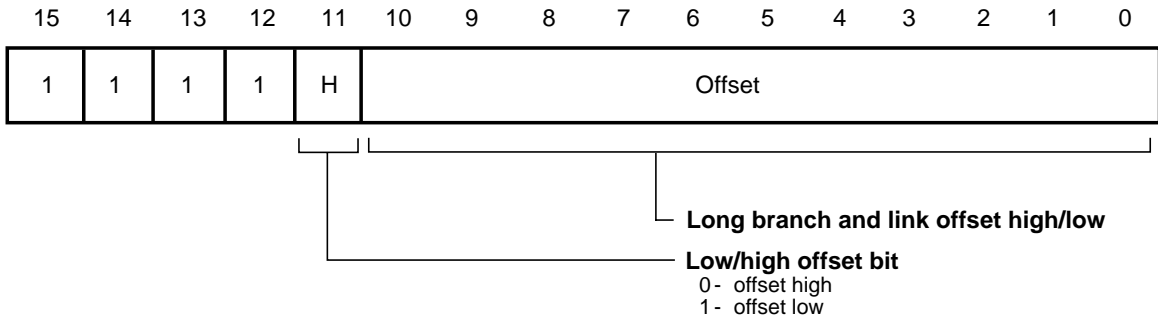 15 14 13 12 11 10 9 8 7 6 5 4 3 2 1 0
1 1 1 1 H Offset
Long branch and link offset high/low
Low/high offset bit
0 - offset high
1 - offset low